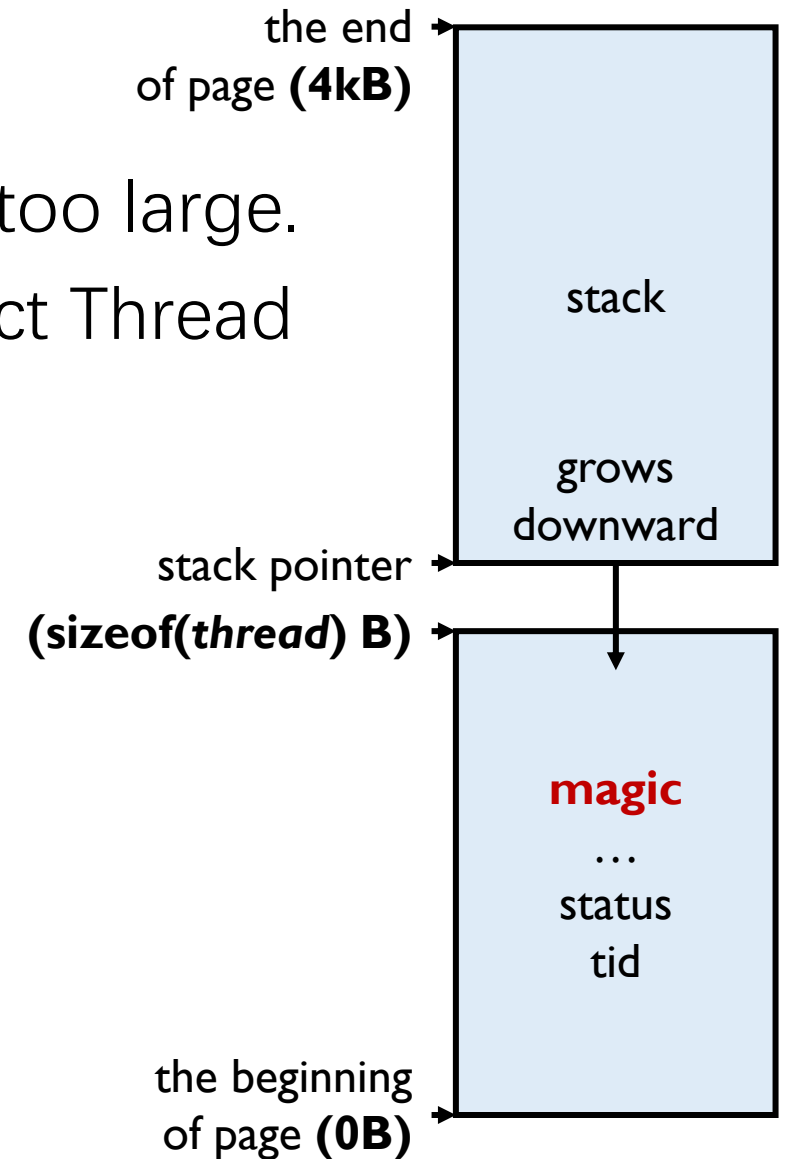 the end
of page (4kB)
too large.
ct Thread
stack
grows
downward
stack pointer
(sizeof(thread) B)
magic
...
status
tid
the beginning
of page (0B)